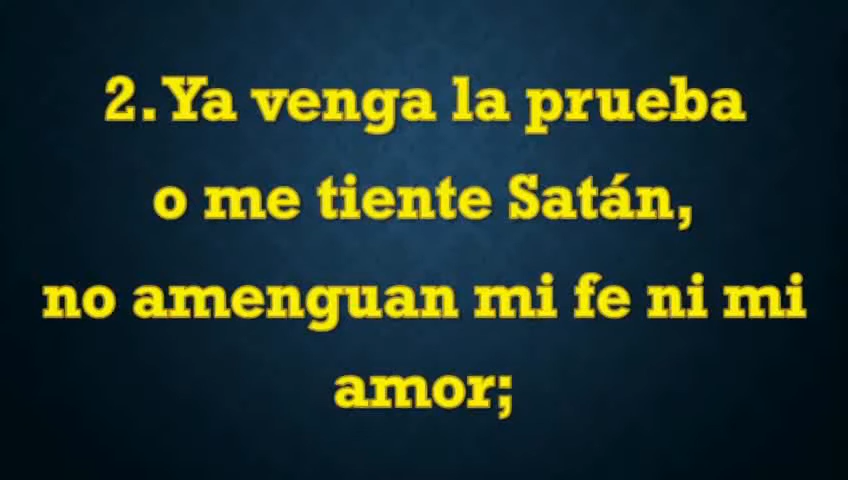 2. Ya venga la prueba
o me tiente Satán,
no amenguan mi fe ni mi
amor;